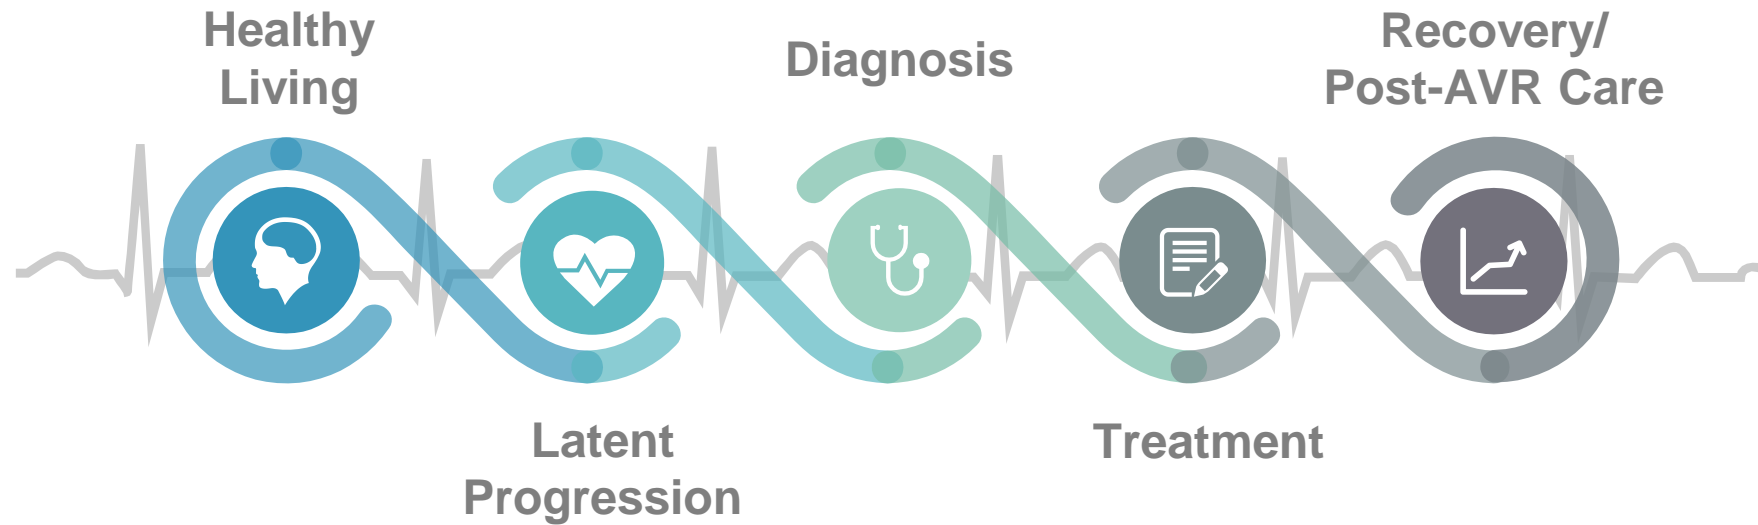 Healthy
Living
Latent
Progression
Diagnosis
Treatment
Recovery/
Post-AVR Care